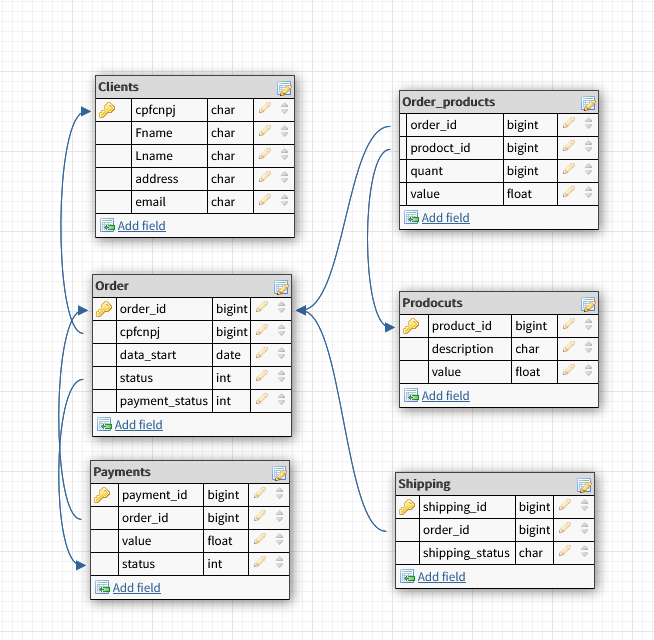 Clients
cpfcnpj char
Fname char
Lname char
address char
email char
Add field
Order_products
order_id bigint
prodoct_id bigint
quant bigint
value float
Add field
Order
order_id bigint
cpfcnpj bigint
data_start date
status int
payment_status int
Add field
Prodocuts
product_id bigint
description char
value float
Add field
Payments
payment_id bigint
order_id bigint
value float
status int
Add field
Shipping
shipping_id bigint
order_id bigint
shipping_status char
Add field